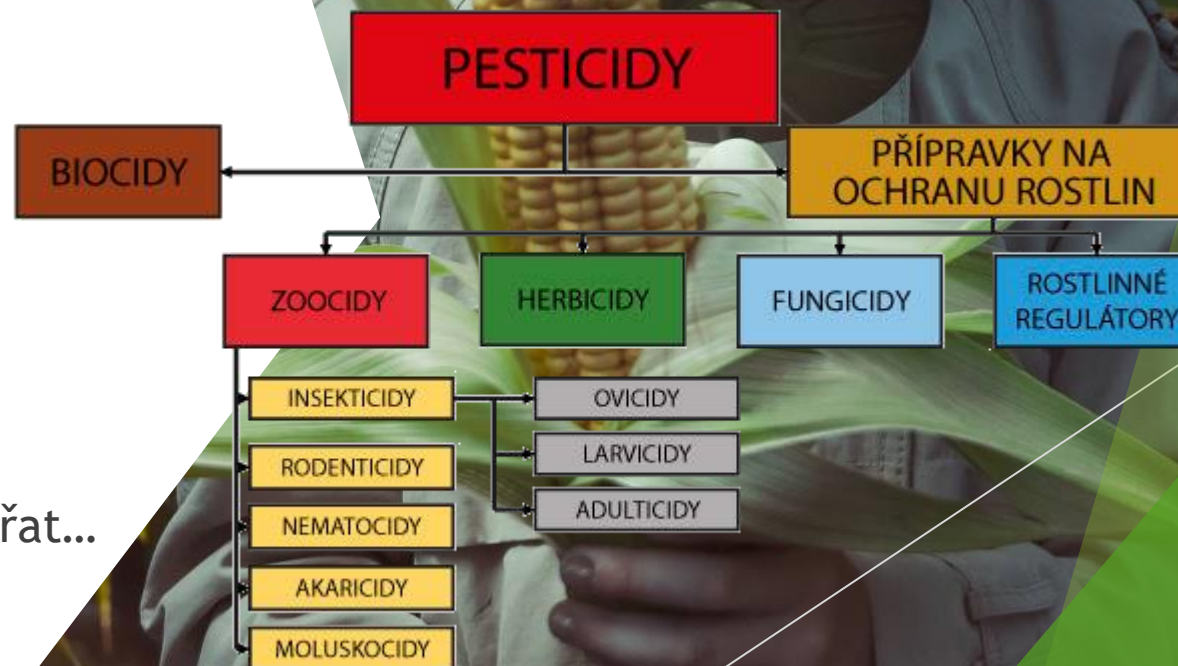 PESTICIDY
BIOCIDY
PŘÍPRAVKY NA
OCHRANU ROSTLIN
ZOOCIDY
HERBICIDY
FUNGICIDY
ROSTLINNÉ
REGULÁTORY
INSEKTICIDY
OVICIDY
RODENTICIDY
LARVICIDY
NEMATOCIDY
ADULTICIDY
řat...
AKARICIDY
MOLUSKOCIDY